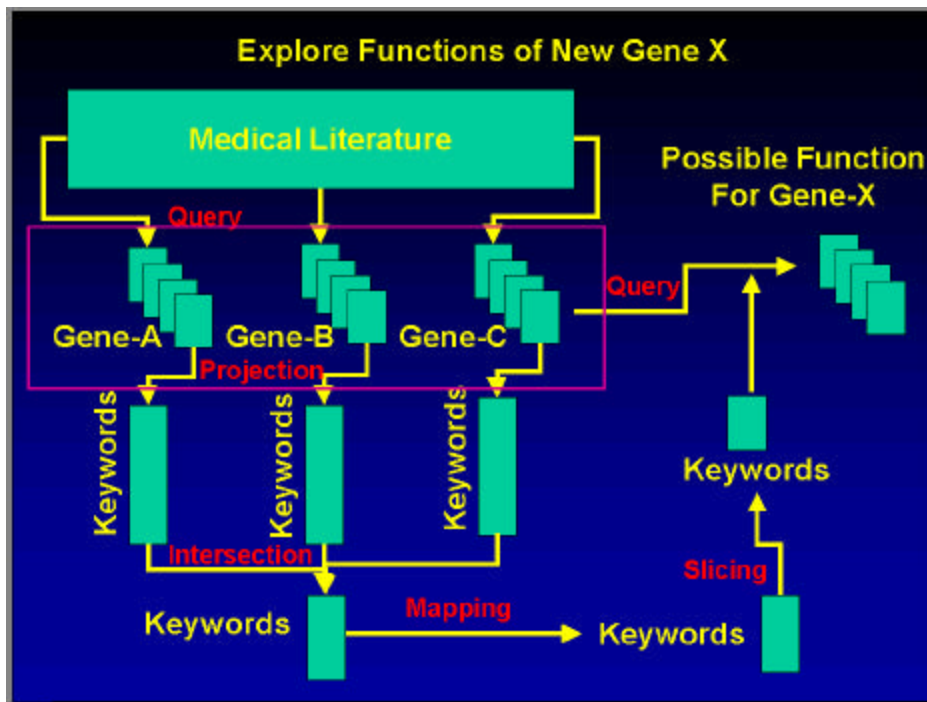 Explore Functions of New Gene X
Medical Literature
Possible Function
For Gene-X
Query
Query
Gene-A
Gene-B
Gene-C
Projection
Keywords
Keywords
Keywords
Keywords
Intersection
Slicing
Mapping
Keywords
Keywords